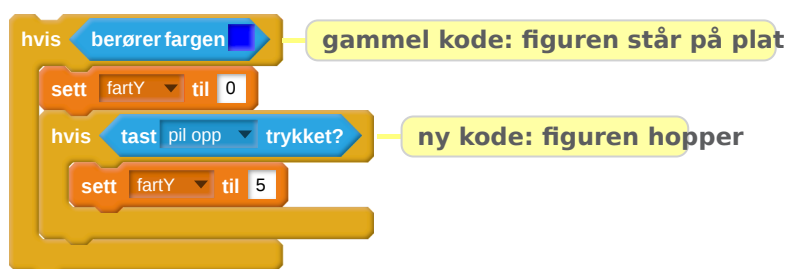 hvis berører fargen gammel kode: figuren står på plat
sett fartY til 0
hvis tast pil opp trykket? ny kode: figuren hopper
sett fartY til 5